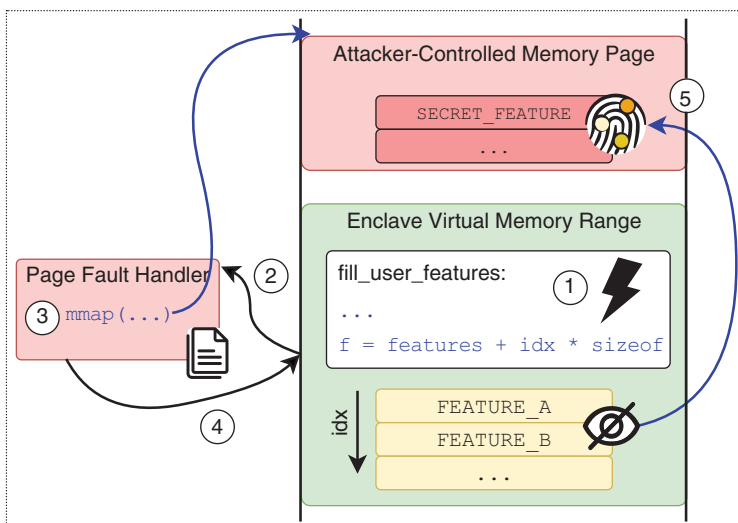 Attacker-Controlled Memory Page
5
SECRET_FEATURE
...
Enclave Virtual Memory Range
Page Fault Handler
2
fill_user_features:
1
3
mmap(...)
...
f = features + idx * sizeof
4
idx
FEATURE_A
FEATURE_B
...